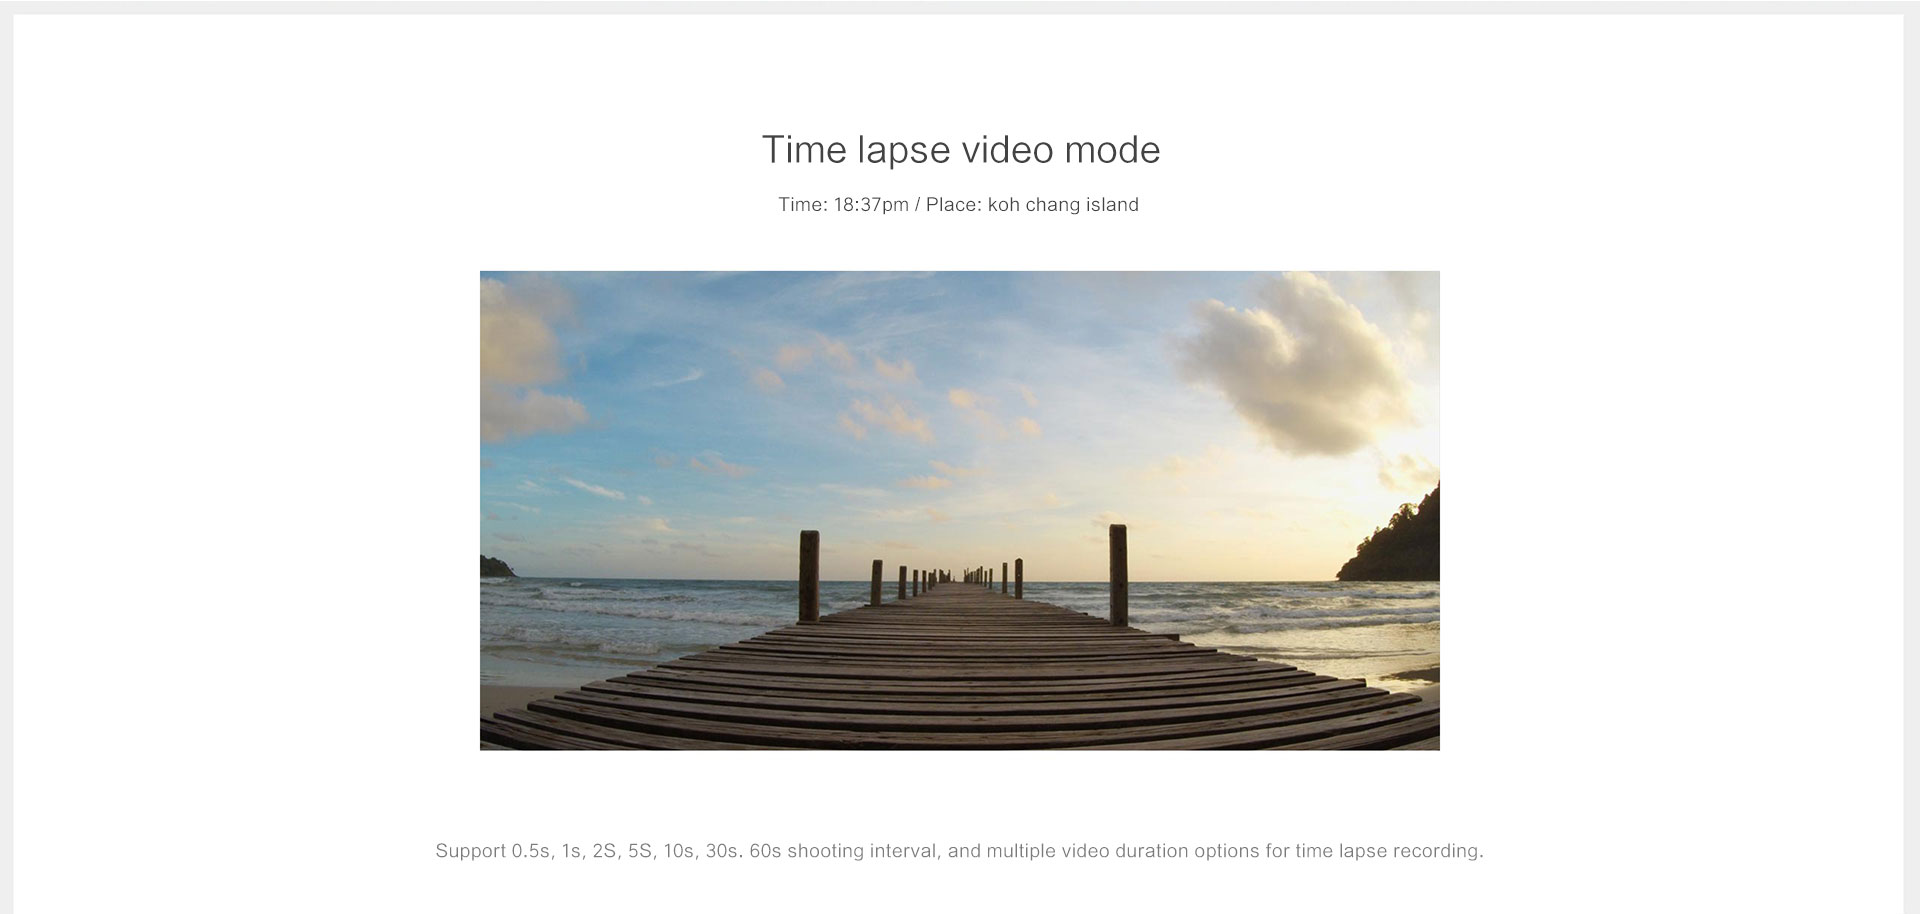 Time lapse video mode
Time: 18:37pm / Place: koh chang island
Support 0.5s, 1s, 2S, 5S, 10s, 30s. 60s shooting interval, and multiple video duration options for time lapse recording.